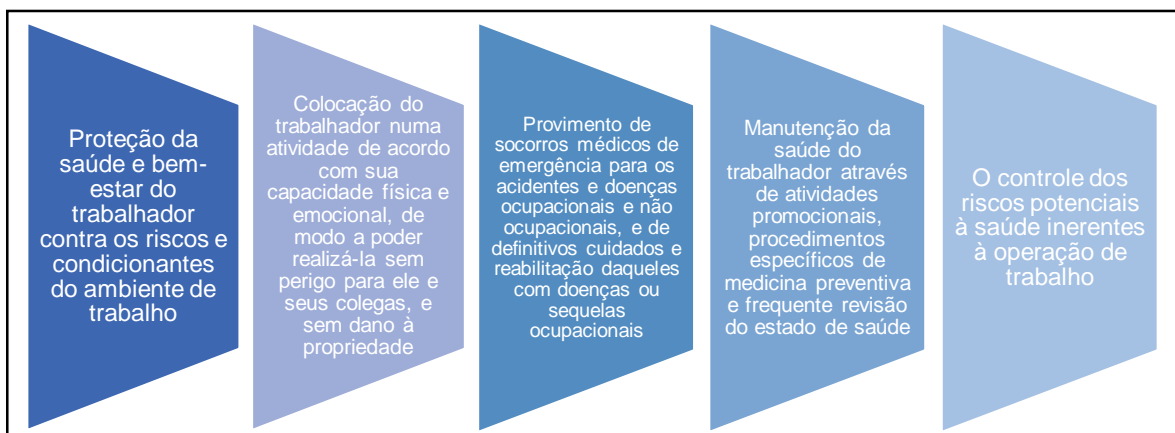 Proteção da
saúde e bem-
estar do
trabalhador
contra os riscos e
condicionantes
do ambiente de
trabalho
Colocação do
trabalhador numa
atividade de acordo
com sua
capacidade física e
emocional, de
modo a poder
realizá-la sem
perigo para ele e
seus colegas, e
sem dano à
propriedade
Provimento de
socorros médicos de
emergência para os
acidentes e doenças
ocupacionais e não
ocupacionais, e de
definitivos cuidados e
reabilitação daqueles
com doenças ou
sequelas
ocupacionais
Manutenção da
saúde do
trabalhador através
de atividades
promocionais,
procedimentos
específicos de
medicina preventiva
e frequente revisão
do estado de saúde
O controle dos
riscos potenciais
à saúde inerentes
à operação de
trabalho